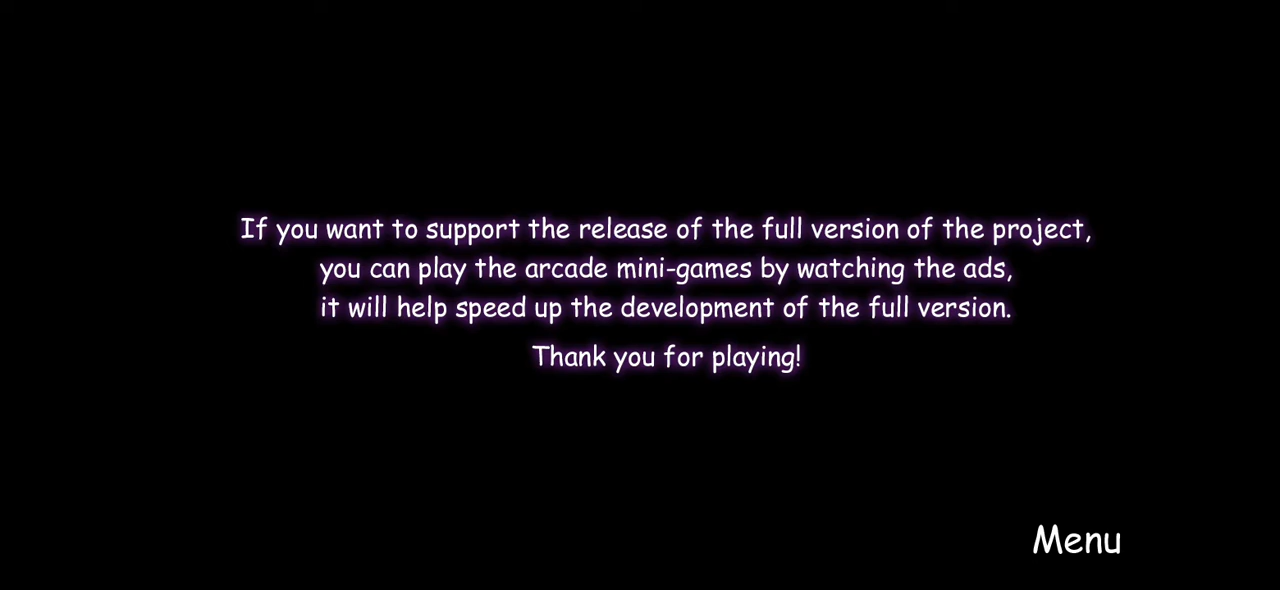 If you want to support the release of the full version of the project,
you can play the arcade mini-games by watching the ads,
it will help speed up the development of the full version.
Thank you for playing!
Menu